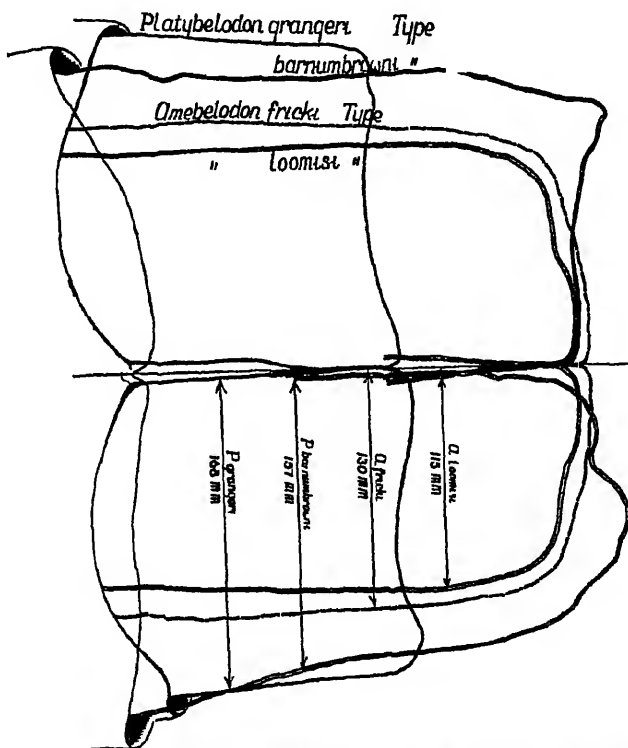 Platybelodon grangeri Type
barnumbrowni "
Amebelodon fricki Type
" loomisi "
P. grangeri
168 mm
P. barnumbrowni
157 mm
A. fricki
130 mm
A. loomisi
115 mm